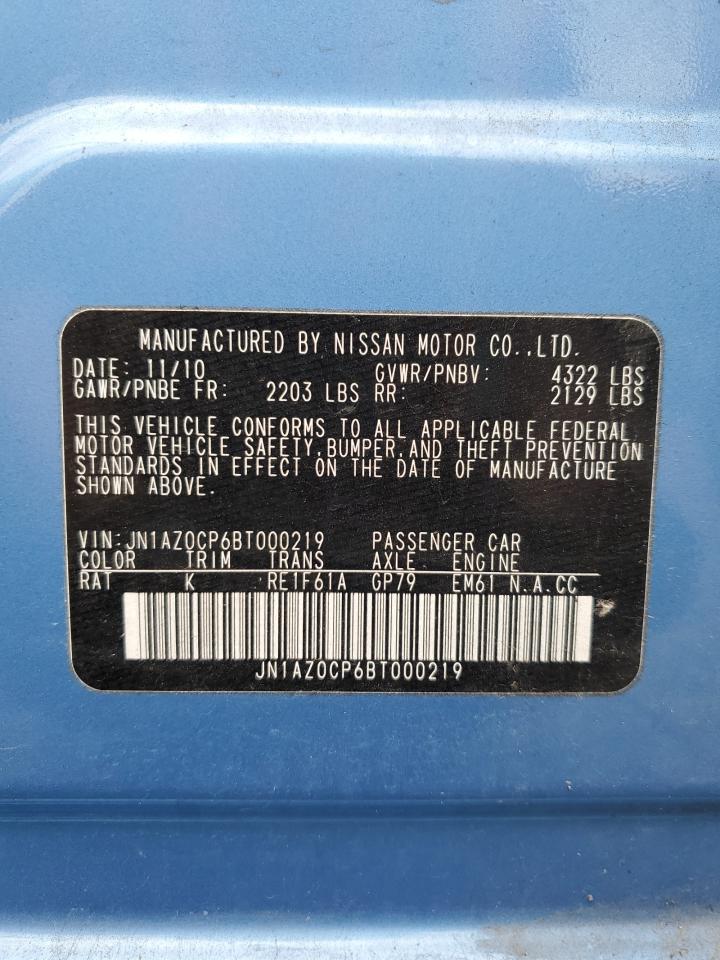 MANUFACTURED BY NISSAN MOTOR CO.,LTD.
DATE: 11/10 GVWR/PNBV: 4322 LBS
GAWR/PNBE FR: 2203 LBS RR: 2129 LBS
THIS VEHICLE CONFORMS TO ALL APPLICABLE FEDERAL
MOTOR VEHICLE SAFETY,BUMPER,AND THEFT PREVENTION
STANDARDS IN EFFECT ON THE DATE OF MANUFACTURE
SHOWN ABOVE.
VIN:JN1AZ0CP6BT000219 PASSENGER CAR
COLOR TRIM TRANS AXLE ENGINE
RAT K RE1F61A GP79 EM61 N.A.CC
JN1AZ0CP6BT000219